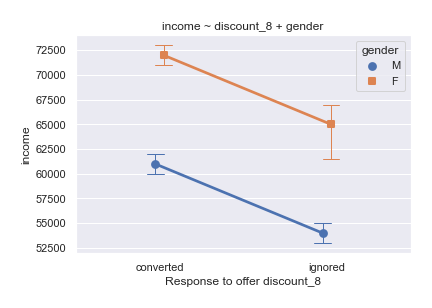 income ~ discount_8 + gender
72500
70000
67500
65000
62500
60000
57500
55000
52500
income
gender
M
F
converted
ignored
Response to offer discount_8